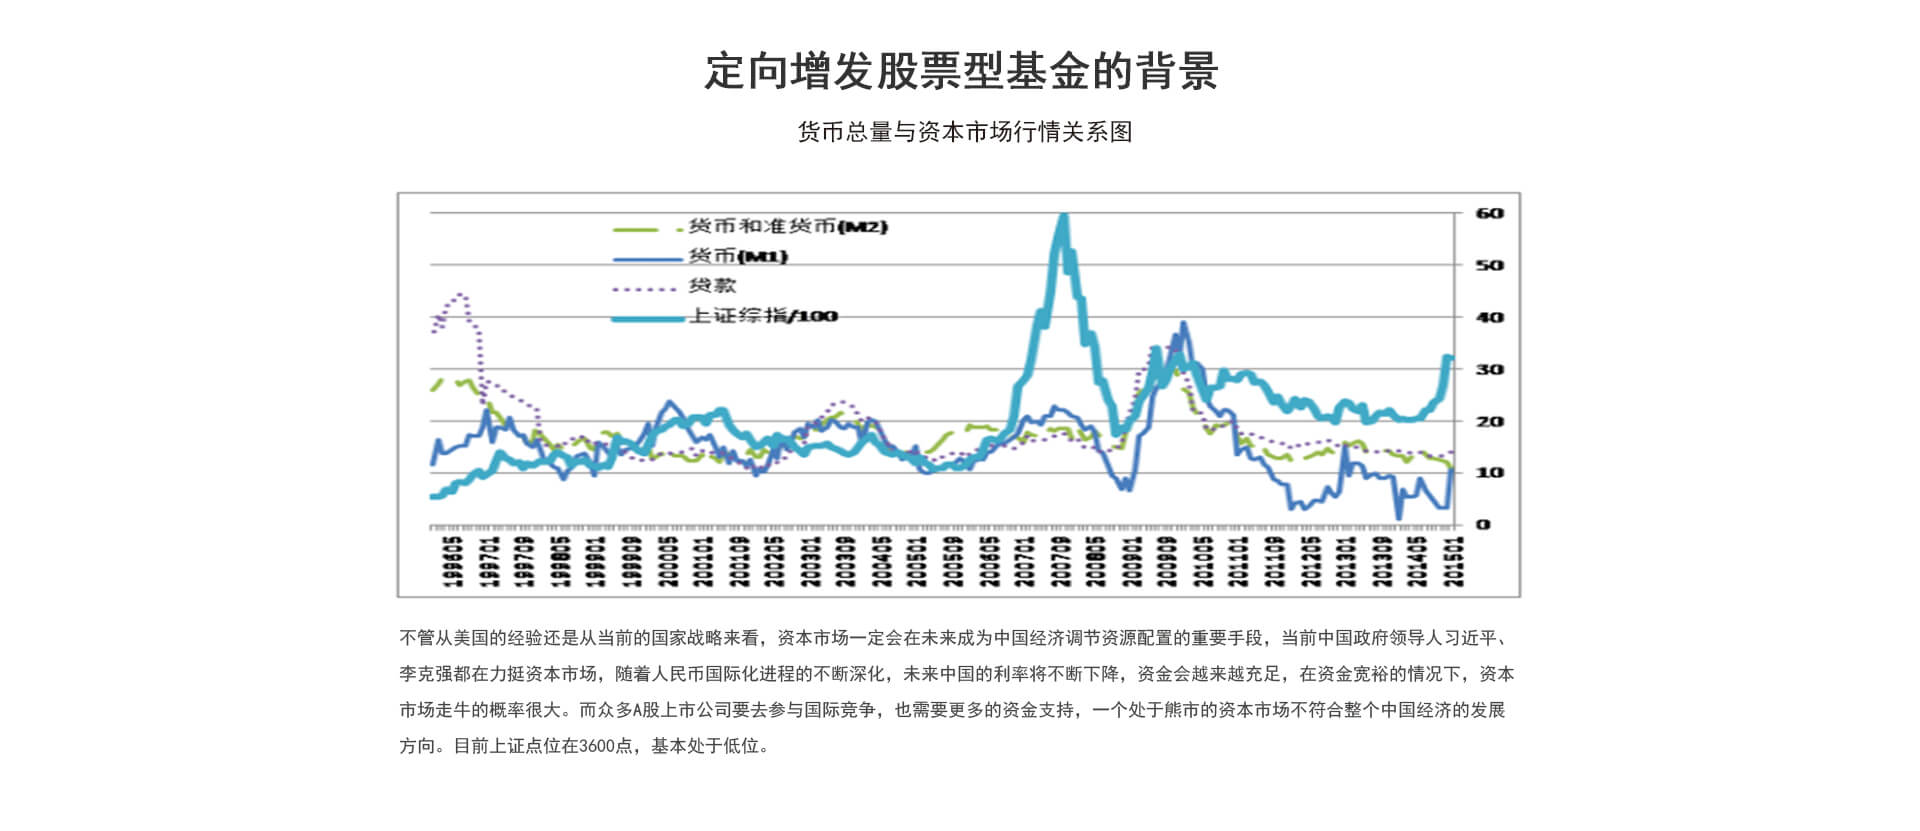 定向增发股票型基金的背景
货币总量与资本市场行情关系图
货币和准货币(M2)
货币(M1)
贷款
上证综指/100
60
50
40
30
20
10
0
199605 199701 199709 199805 199901 199909 200005 200101 200109 200205 200301 200309 200405 200501 200509 200605 200701 200709 200805 200901 200909 201005 201101 201109 201205 201301 201309 201405 201501
不管从美国的经验还是从当前的国家战略来看，资本市场一定会在未来成为中国经济调节资源配置的重要手段，当前中国政府领导人习近平、
李克强都在力挺资本市场，随着人民币国际化进程的不断深化，未来中国的利率将不断下降，资金会越来越充足，在资金宽裕的情况下，资本
市场走牛的概率很大。而众多A股上市公司要去参与国际竞争，也需要更多的资金支持，一个处于熊市的资本市场不符合整个中国经济的发展
方向。目前上证点位在3600点，基本处于低位。